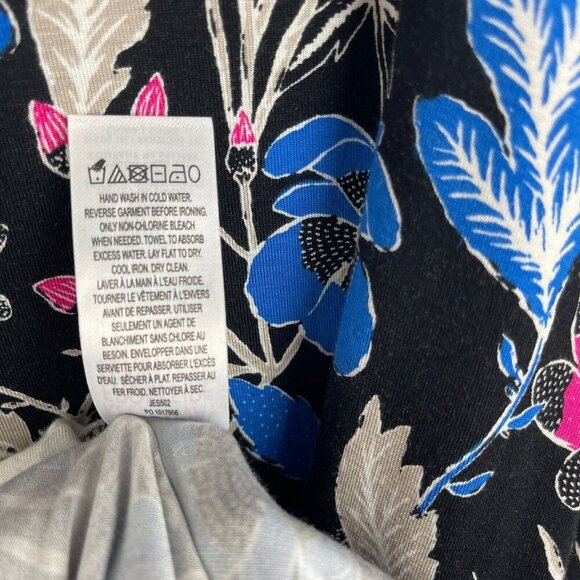 HAND WASH IN COLD WATER.
REVERSE GARMENT BEFORE IRONING.
ONLY NON-CHLORINE BLEACH
WHEN NEEDED. TOWEL TO ABSORB
EXCESS WATER. LAY FLAT TO DRY.
COOL IRON. DRY CLEAN.
LAVER À LA MAIN À L'EAU FROIDE.
TOURNER LE VÊTEMENT À L'ENVERS
AVANT DE REPASSER. UTILISER
SEULEMENT UN AGENT DE
BLANCHIMENT SANS CHLORE AU
BESOIN. ENVELOPPER DANS UNE
SERVIETTE POUR ABSORBER L'EXCÈS
D'EAU. SÉCHER À PLAT. REPASSER AU
FER FROID. NETTOYER À SEC.
JES502
PO 1017956